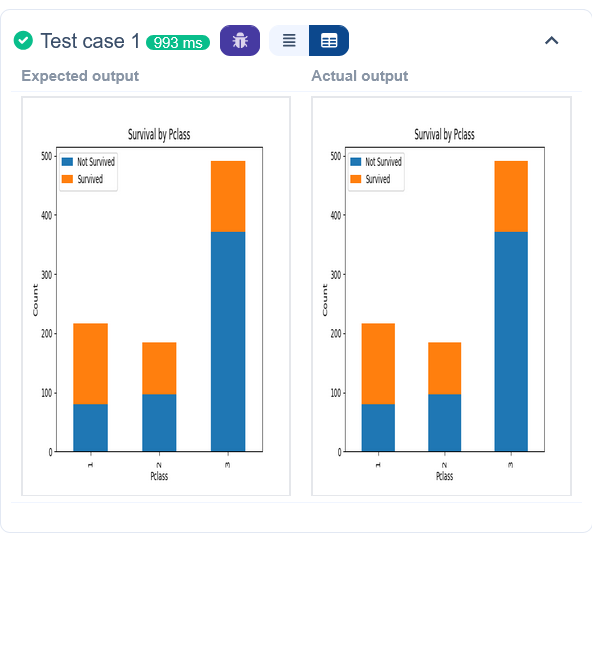 Test case 1 993 ms
Expected output
Actual output
Survival by Pclass
Not Survived
Survived
500
400
300
200
100
0
Count
1
2
3
Pclass
Survival by Pclass
Not Survived
Survived
500
400
300
200
100
0
Count
1
2
3
Pclass